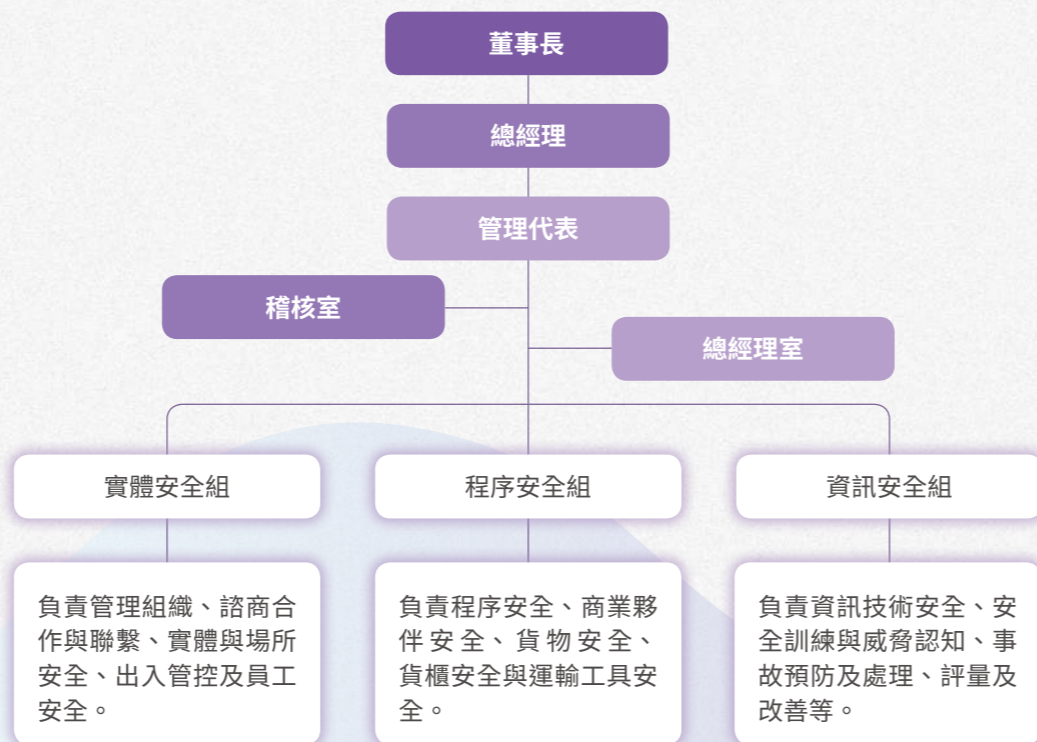 董事長
總經理
管理代表
稽核室
總經理室
實體安全組
程序安全組
資訊安全組
負責管理組織、諮商合
作與聯繫、實體與場所
安全、出入管控及員工
安全。
負責程序安全、商業夥
伴安全、貨物安全、
貨櫃安全與運輸工具安
全。
負責資訊技術安全、安
全訓練與威脅認知、事
故預防及處理、評量及
改善等。